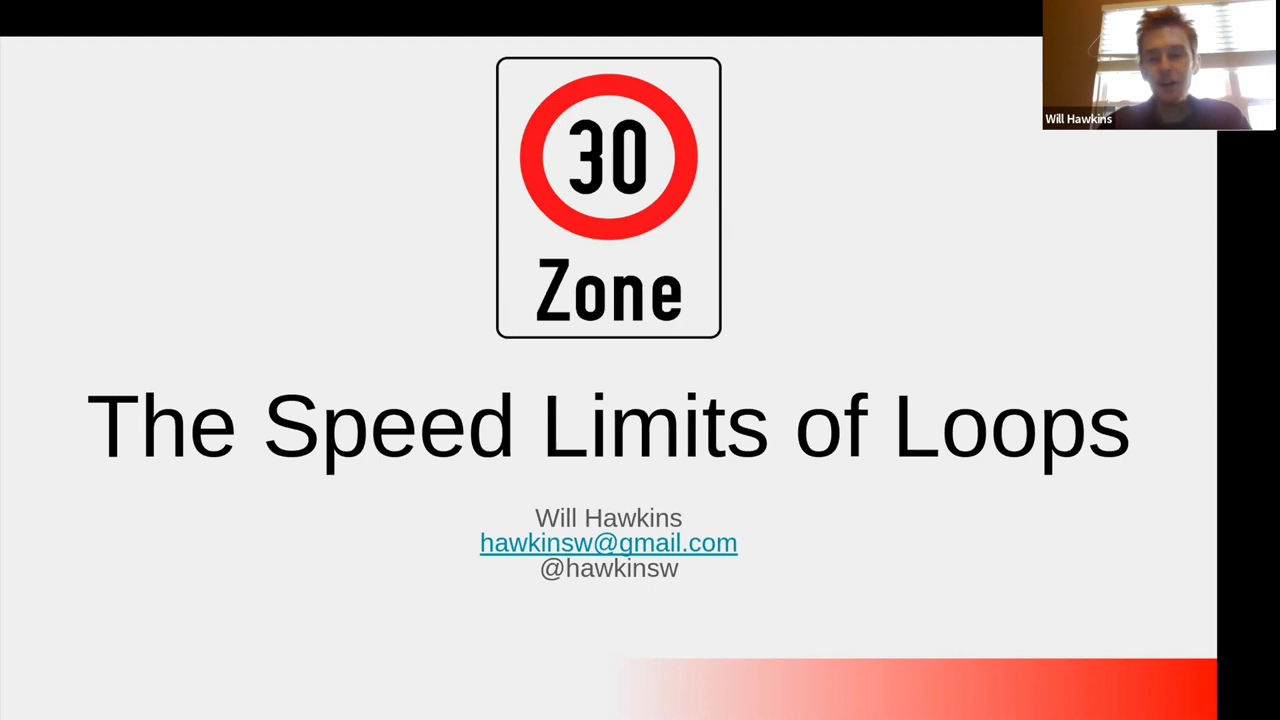 30
Zone
Will Hawkins
The Speed Limits of Loops
Will Hawkins
hawkinsw@gmail.com
@hawkinsw